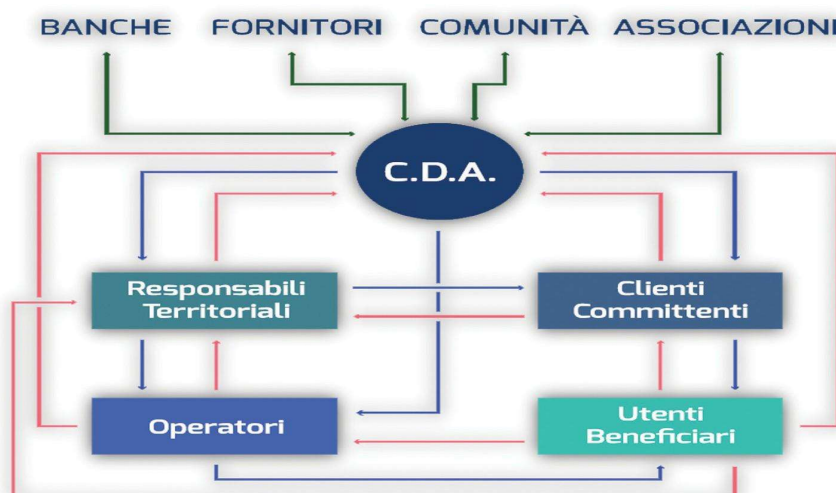 BANCHE FORNITORI COMUNITÀ ASSOCIAZIONI
C.D.A.
Responsabili
Territoriali
Clienti
Committenti
Operatori
Utenti
Beneficiari